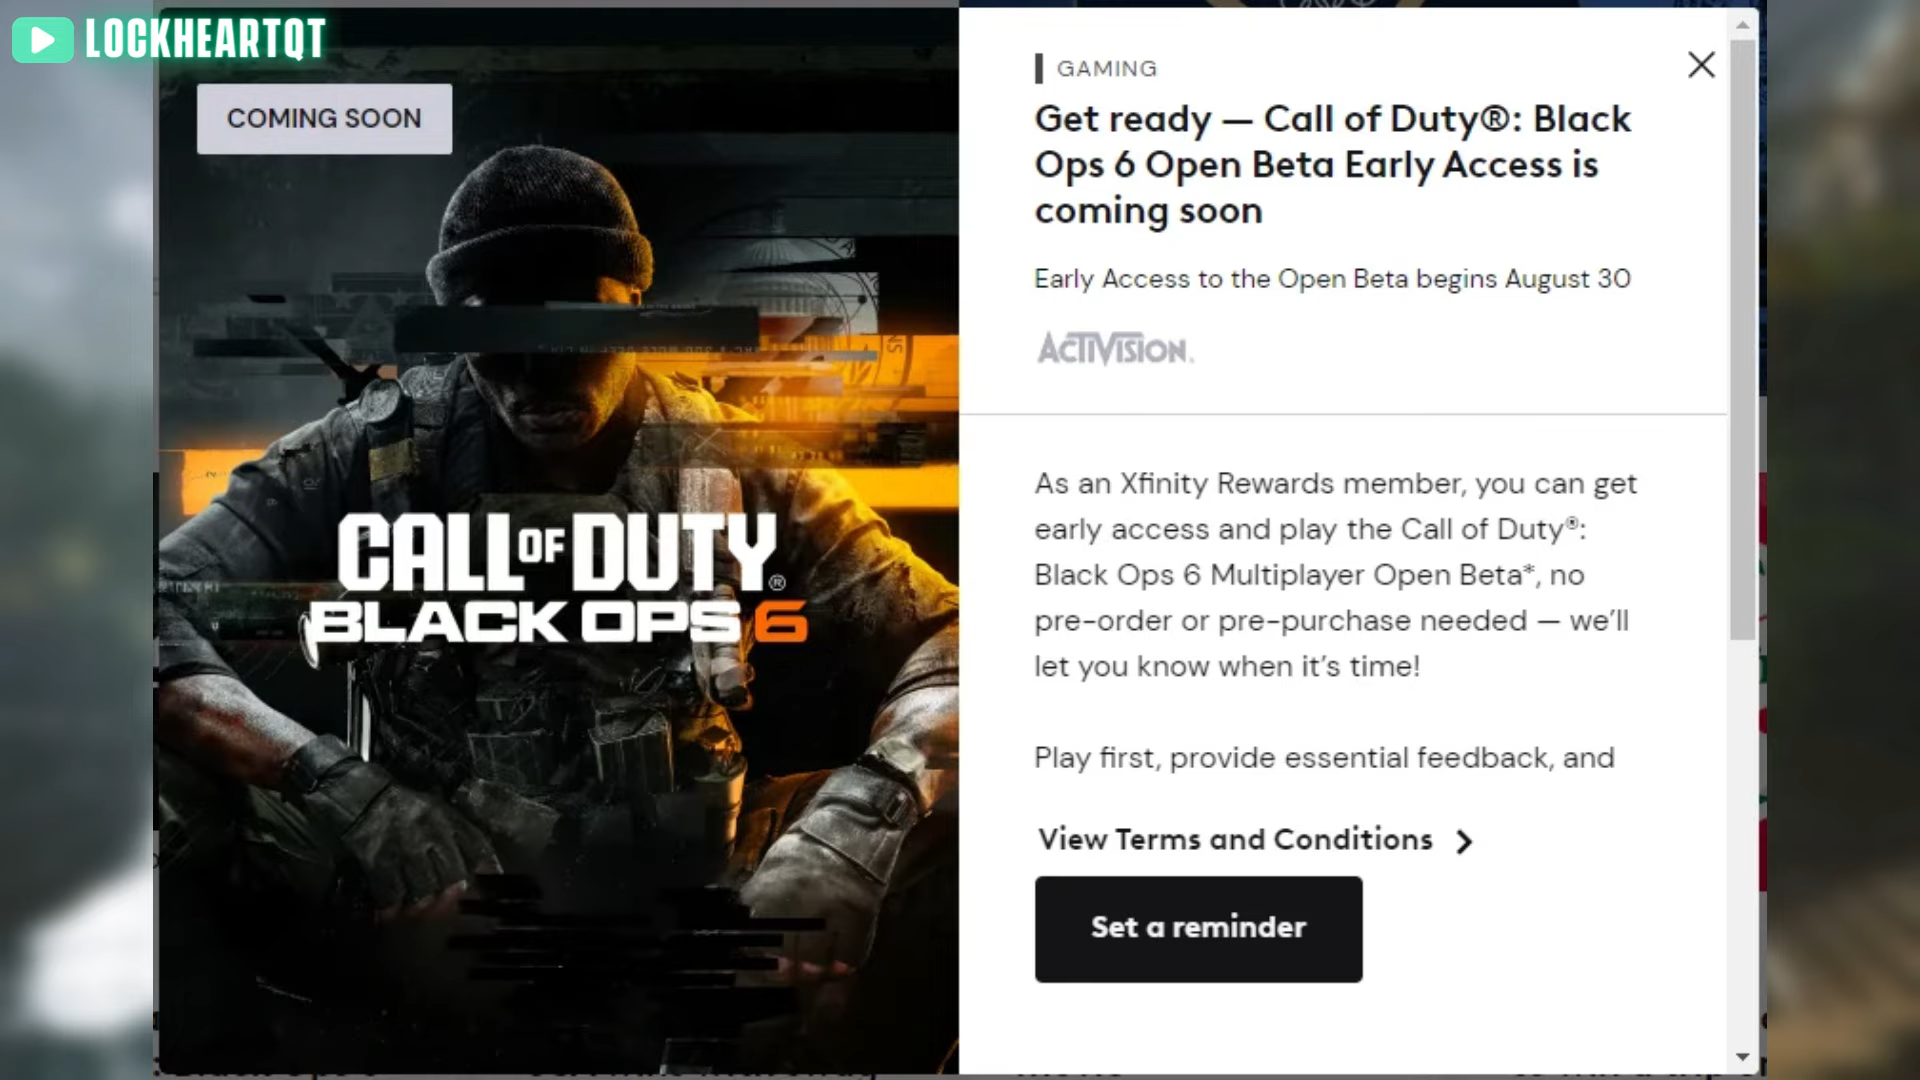 LOCKHEARTQT
COMING SOON
CALL OF DUTY®
BLACK OPS 6
GAMING
Get ready — Call of Duty®: Black
Ops 6 Open Beta Early Access is
coming soon
Early Access to the Open Beta begins August 30
ACTIVISION.
As an Xfinity Rewards member, you can get
early access and play the Call of Duty®:
Black Ops 6 Multiplayer Open Beta*, no
pre-order or pre-purchase needed — we’ll
let you know when it’s time!
Play first, provide essential feedback, and
View Terms and Conditions
Set a reminder